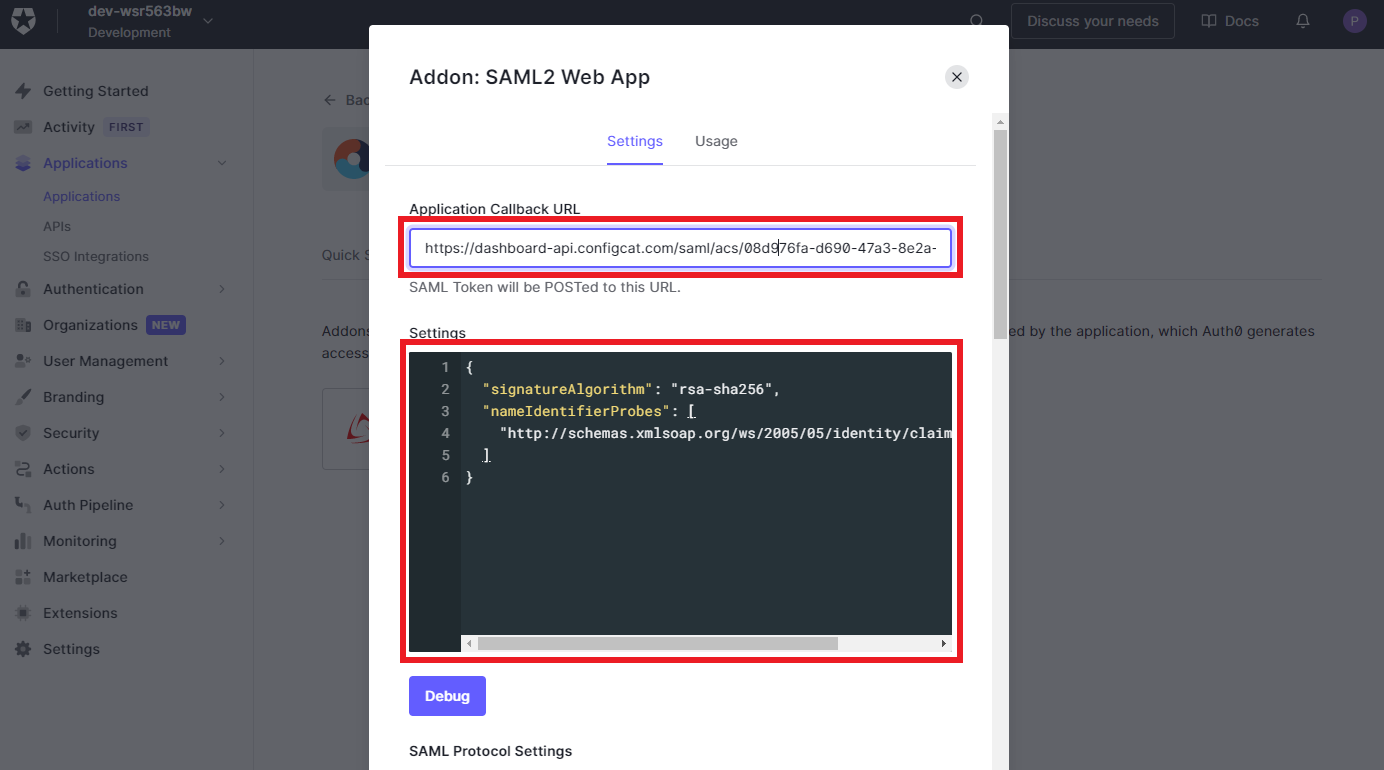 dev-wsr563bw
Development
Discuss your needs
Docs
P
Getting Started
Activity FIRST
Applications
Applications
APIs
SSO Integrations
Authentication
Organizations NEW
User Management
Branding
Security
Actions
Auth Pipeline
Monitoring
Marketplace
Extensions
Settings
Quick
Addon: SAML2 Web App
Settings
Usage
Application Callback URL
https://dashboard-api.configcat.com/saml/acs/08d976fa-d690-47a3-8e2a-
SAML Token will be POSTed to this URL.
Settings
1 {
2 "signatureAlgorithm": "rsa-sha256",
3 "nameIdentifierProbes": [
4 "http://schemas.xmlsoap.org/ws/2005/05/identity/claim
5 ]
6 }
Debug
SAML Protocol Settings
by the application, which Auth0 generates
access